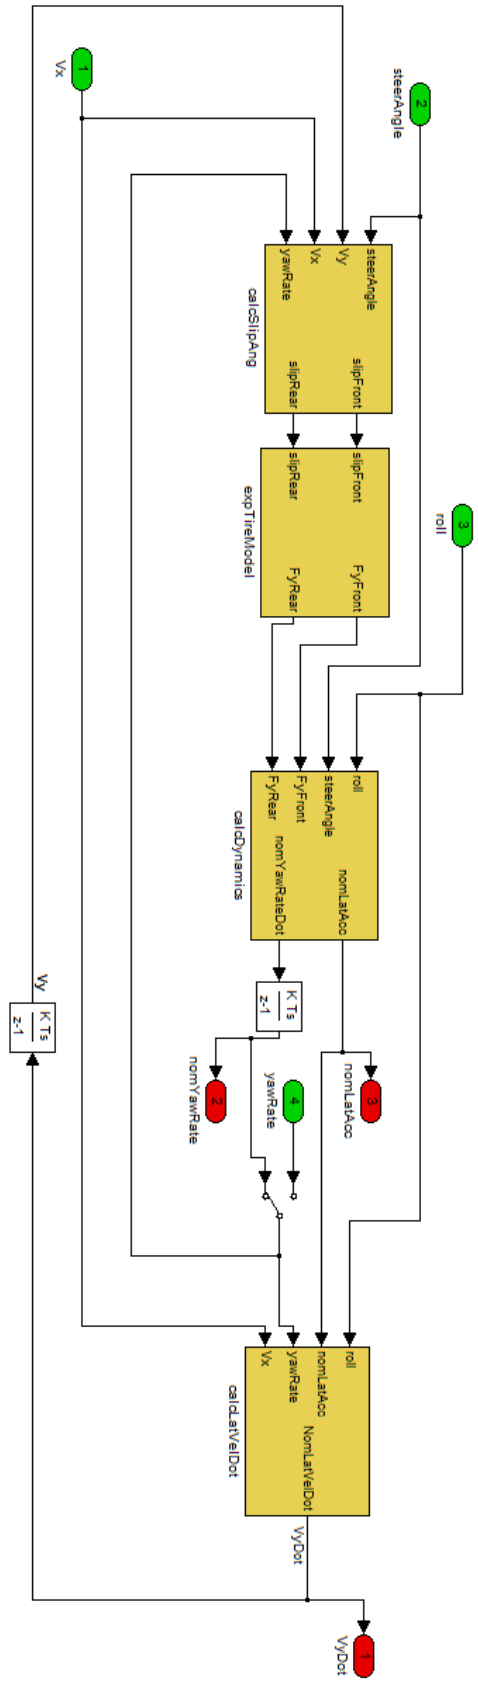 3
roll
2
steerAngle
1
Vx
steerAngle
Vy
Vx
yawRate
slipFront
slipRear
calcSlipAng
slipFront
slipRear
FyFront
FyRear
expTireModel
roll
steerAngle
FyFront
FyRear
nomLatAcc
nomYawRateDot
calcDynamics
K Ts
z-1
3
nomLatAcc
4
yawRate
2
nomYawRate
Vy
K Ts
z-1
roll
nomLatAcc
yawRate
Vx
NomLatVelDot
calcLatVelDot
VyDot
1
VyDot